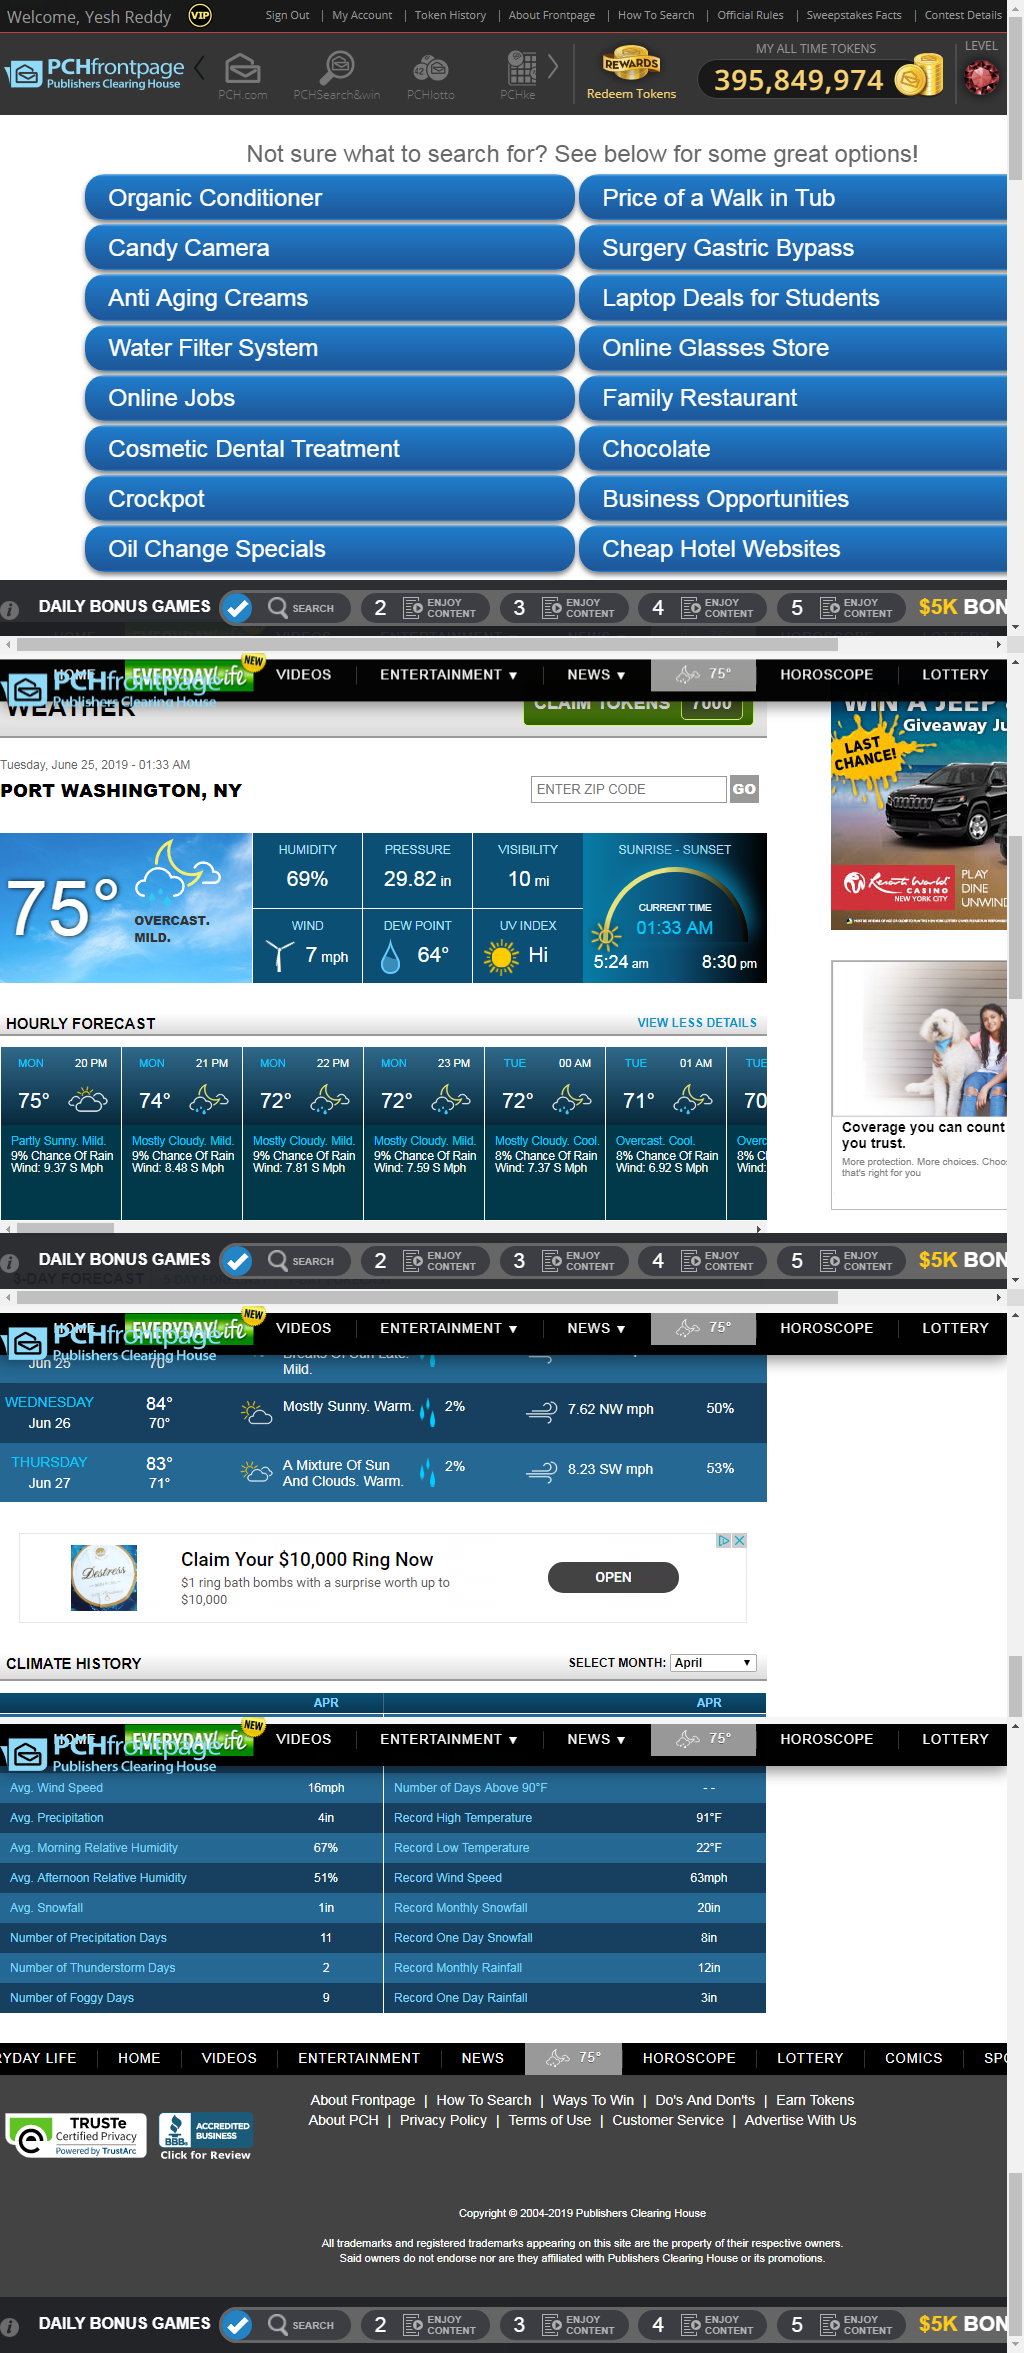 Welcome, Yesh Reddy VIP Sign Out | My Account | Token History | About Frontpage | How To Search | Official Rules | Sweepstakes Facts | Contest Details
PCHfrontpage
Publishers Clearing House
PCH.com PCHSearch&win PCHlotto PCHke
REWARDS
Redeem Tokens
MY ALL TIME TOKENS
395,849,974
LEVEL
Not sure what to search for? See below for some great options!
Organic Conditioner Price of a Walk in Tub
Candy Camera Surgery Gastric Bypass
Anti Aging Creams Laptop Deals for Students
Water Filter System Online Glasses Store
Online Jobs Family Restaurant
Cosmetic Dental Treatment Chocolate
Crockpot Business Opportunities
Oil Change Specials Cheap Hotel Websites
DAILY BONUS GAMES SEARCH 2 ENJOY CONTENT 3 ENJOY CONTENT 4 ENJOY CONTENT 5 ENJOY CONTENT $5K BON
HOME EVERYDAY life NEW VIDEOS ENTERTAINMENT ▼ NEWS ▼ 75° HOROSCOPE LOTTERY
PCHfrontpage
Publishers Clearing House
WEATHER CLAIM TOKENS 7000
WIN A JEEP
Giveaway Ju
LAST CHANCE!
Resorts World
CASINO
NEW YORK CITY
PLAY
DINE
UNWIND
Tuesday, June 25, 2019 - 01:33 AM
PORT WASHINGTON, NY ENTER ZIP CODE GO
75°
OVERCAST.
MILD.
HUMIDITY PRESSURE VISIBILITY SUNRISE - SUNSET
69% 29.82 in 10 mi
CURRENT TIME
01:33 AM
WIND DEW POINT UV INDEX
7 mph 64° Hi
5:24 am 8:30 pm
HOURLY FORECAST VIEW LESS DETAILS
MON 20 PM MON 21 PM MON 22 PM MON 23 PM TUE 00 AM TUE 01 AM TUE
75° 74° 72° 72° 72° 71° 70
Partly Sunny. Mild. Mostly Cloudy. Mild. Mostly Cloudy. Mild. Mostly Cloudy. Mild. Mostly Cloudy. Cool. Overcast. Cool. Overc
9% Chance Of Rain 9% Chance Of Rain 9% Chance Of Rain 9% Chance Of Rain 8% Chance Of Rain 8% Chance Of Rain 8% C
Wind: 9.37 S Mph Wind: 8.48 S Mph Wind: 7.81 S Mph Wind: 7.59 S Mph Wind: 7.37 S Mph Wind: 6.92 S Mph Wind:
Coverage you can count
you trust.
More protection. More choices. Choo
that's right for you
DAILY BONUS GAMES SEARCH 2 ENJOY CONTENT 3 ENJOY CONTENT 4 ENJOY CONTENT 5 ENJOY CONTENT $5K BON
3-DAY FORECAST
HOME EVERYDAY life NEW VIDEOS ENTERTAINMENT ▼ NEWS ▼ 75° HOROSCOPE LOTTERY
PCHfrontpage
Publishers Clearing House
Jun 25 70° Breaks Of Sun Late.
Mild.
WEDNESDAY 84° Mostly Sunny. Warm. 2% 7.62 NW mph 50%
Jun 26 70°
THURSDAY 83° A Mixture Of Sun 2% 8.23 SW mph 53%
Jun 27 71° And Clouds. Warm.
Destress
Claim Your $10,000 Ring Now
$1 ring bath bombs with a surprise worth up to
$10,000
OPEN
CLIMATE HISTORY SELECT MONTH: April ▼
APR APR
HOME EVERYDAY life NEW VIDEOS ENTERTAINMENT ▼ NEWS ▼ 75° HOROSCOPE LOTTERY
PCHfrontpage
Publishers Clearing House
Avg. Wind Speed 16mph Number of Days Above 90°F - -
Avg. Precipitation 4in Record High Temperature 91°F
Avg. Morning Relative Humidity 67% Record Low Temperature 22°F
Avg. Afternoon Relative Humidity 51% Record Wind Speed 63mph
Avg. Snowfall 1in Record Monthly Snowfall 20in
Number of Precipitation Days 11 Record One Day Snowfall 8in
Number of Thunderstorm Days 2 Record Monthly Rainfall 12in
Number of Foggy Days 9 Record One Day Rainfall 3in
RYDAY LIFE HOME VIDEOS ENTERTAINMENT NEWS 75° HOROSCOPE LOTTERY COMICS SPO
About Frontpage | How To Search | Ways To Win | Do's And Don'ts | Earn Tokens
About PCH | Privacy Policy | Terms of Use | Customer Service | Advertise With Us
TRUSTe
Certified Privacy
Powered by TrustArc
BBB.
ACCREDITED
BUSINESS
Click for Review
Copyright © 2004-2019 Publishers Clearing House
All trademarks and registered trademarks appearing on this site are the property of their respective owners.
Said owners do not endorse nor are they affiliated with Publishers Clearing House or its promotions.
DAILY BONUS GAMES SEARCH 2 ENJOY CONTENT 3 ENJOY CONTENT 4 ENJOY CONTENT 5 ENJOY CONTENT $5K BON